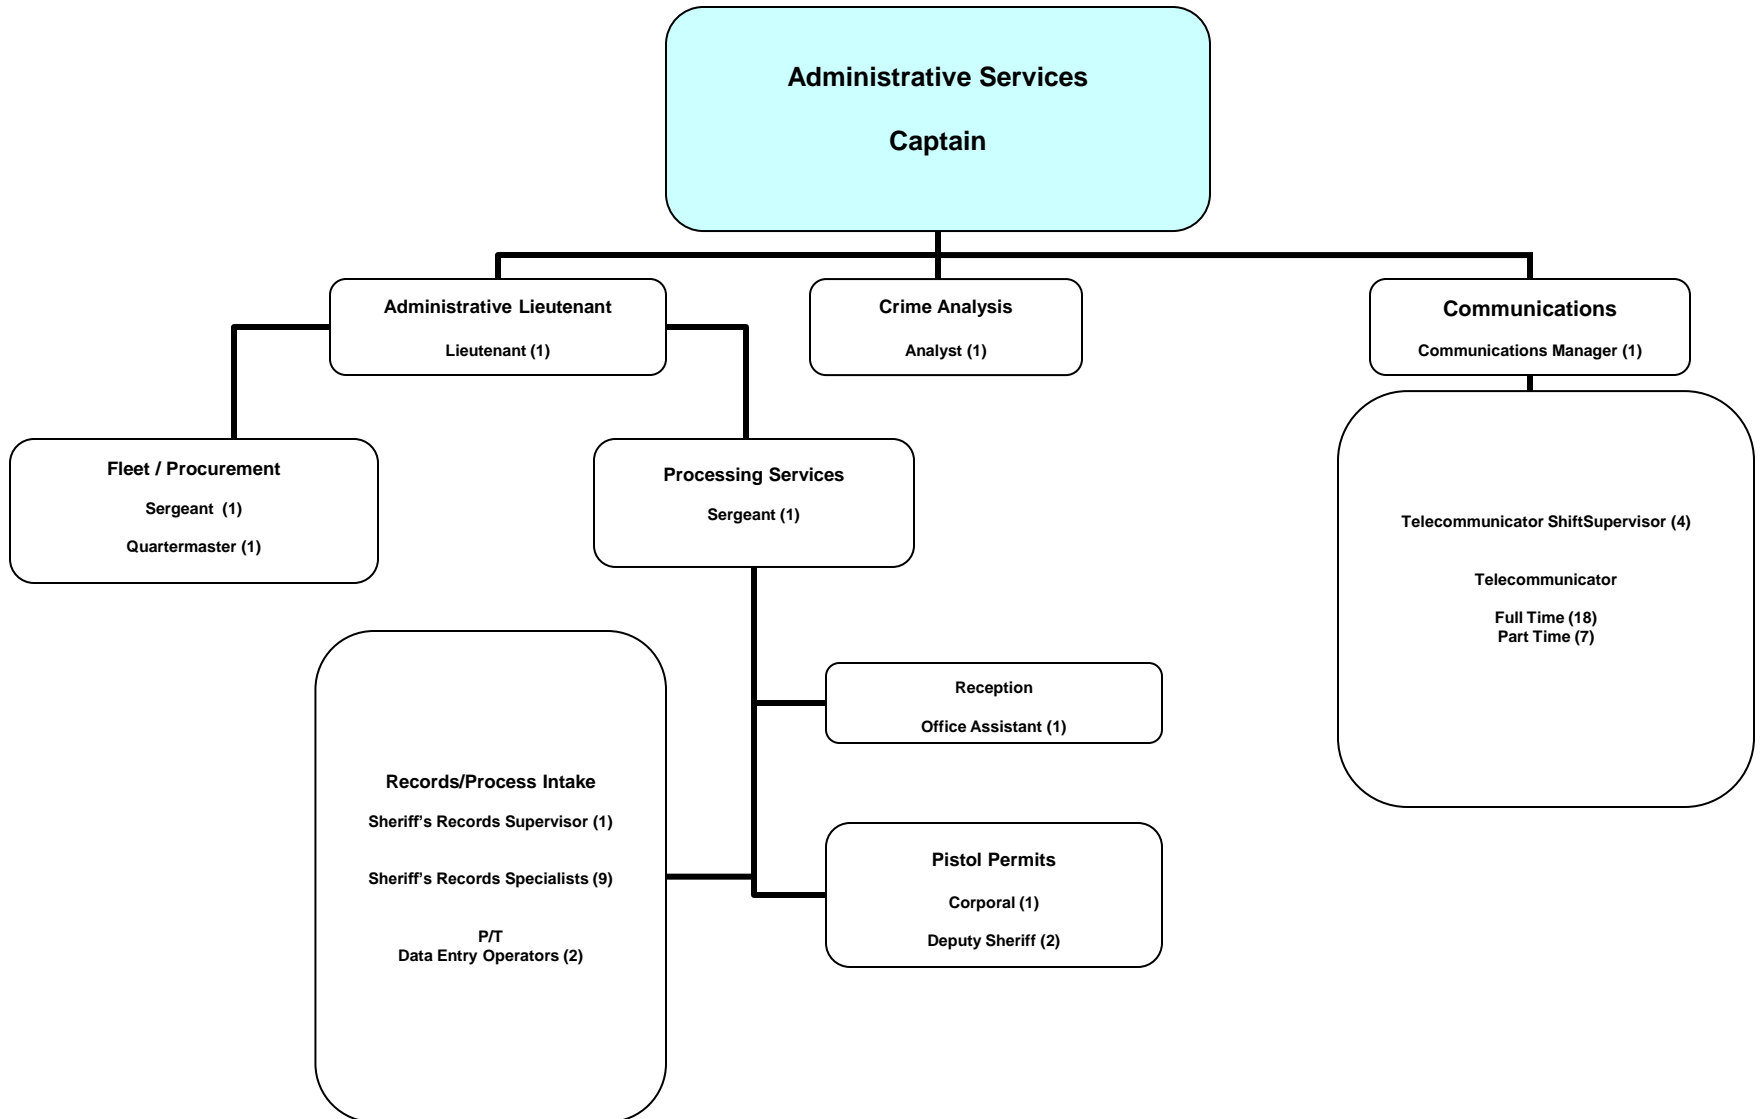 Administrative Services
Captain
Administrative Lieutenant
Lieutenant (1)
Crime Analysis
Analyst (1)
Communications
Communications Manager (1)
Fleet / Procurement
Sergeant  (1)
Quartermaster (1)
Processing Services
Sergeant (1)
Telecommunicator ShiftSupervisor (4)
Telecommunicator
Full Time (18)
Part Time (7)
Reception
Office Assistant (1)
Records/Process Intake
Sheriff’s Records Supervisor (1)
Sheriff’s Records Specialists (9)
P/T
Data Entry Operators (2)
Pistol Permits
Corporal (1)
Deputy Sheriff (2)